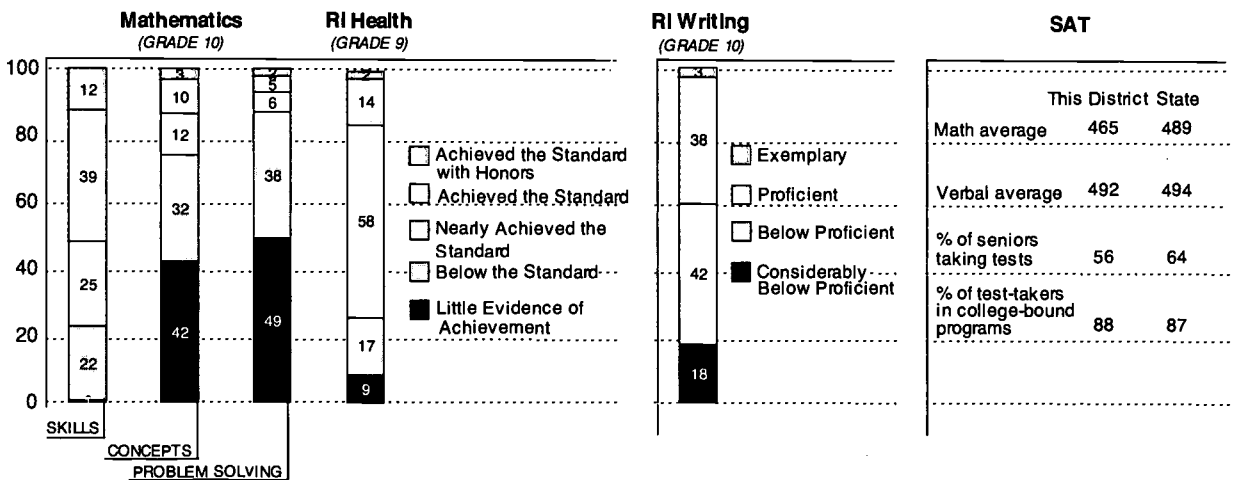 Mathematics
(GRADE 10)
RI Health
(GRADE 9)
RI Writing
(GRADE 10)
SAT
100
80
60
40
20
0
12
39
25
22
SKILLS
3
10
12
32
42
CONCEPTS
5
6
38
49
PROBLEM SOLVING
2
14
58
17
9
Achieved the Standard
with Honors
Achieved the Standard
Nearly Achieved the
Standard
Below the Standard
Little Evidence of
Achievement
3
38
42
18
Exemplary
Proficient
Below Proficient
Considerably
Below Proficient
This District State
Math average 465 489
Verbal average 492 494
% of seniors
taking tests 56 64
% of test-takers
in college-bound
programs 88 87